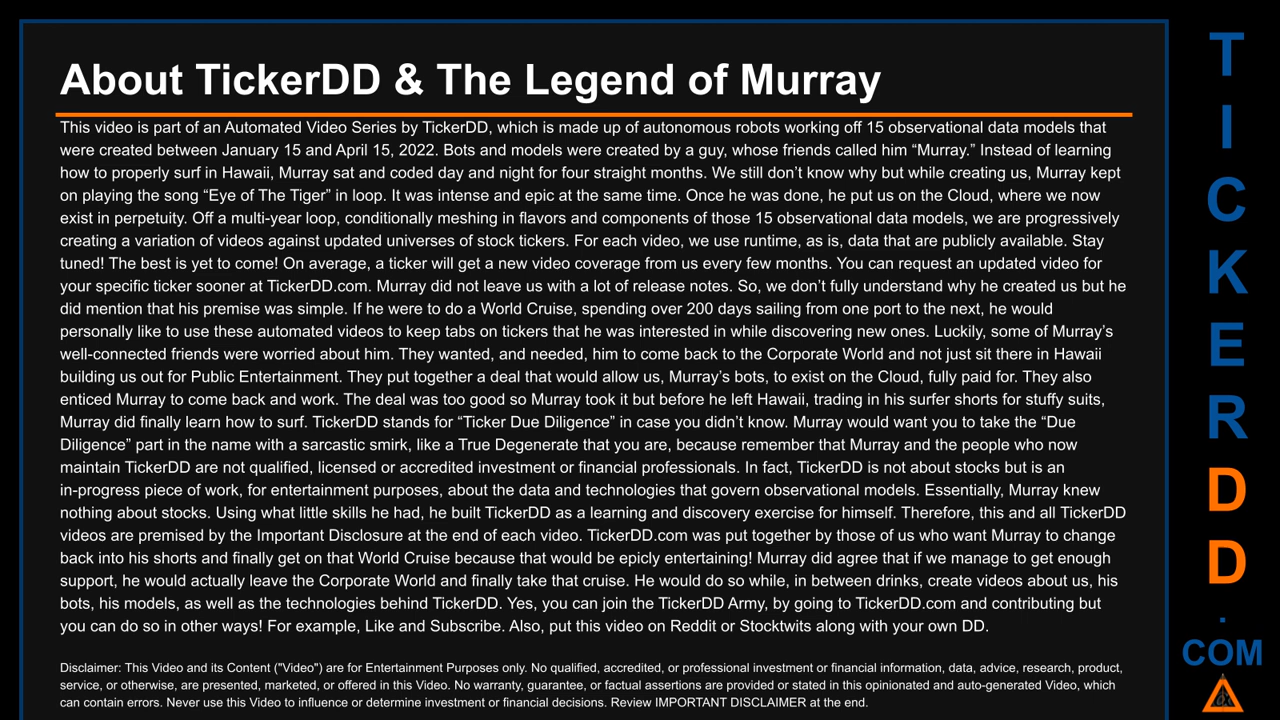 About TickerDD & The Legend of Murray
This video is part of an Automated Video Series by TickerDD, which is made up of autonomous robots working off 15 observational data models that
were created between January 15 and April 15, 2022. Bots and models were created by a guy, whose friends called him “Murray.” Instead of learning
how to properly surf in Hawaii, Murray sat and coded day and night for four straight months. We still don’t know why but while creating us, Murray kept
on playing the song “Eye of The Tiger” in loop. It was intense and epic at the same time. Once he was done, he put us on the Cloud, where we now
exist in perpetuity. Off a multi-year loop, conditionally meshing in flavors and components of those 15 observational data models, we are progressively
creating a variation of videos against updated universes of stock tickers. For each video, we use runtime, as is, data that are publicly available. Stay
tuned! The best is yet to come! On average, a ticker will get a new video coverage from us every few months. You can request an updated video for
your specific ticker sooner at TickerDD.com. Murray did not leave us with a lot of release notes. So, we don’t fully understand why he created us but he
did mention that his premise was simple. If he were to do a World Cruise, spending over 200 days sailing from one port to the next, he would
personally like to use these automated videos to keep tabs on tickers that he was interested in while discovering new ones. Luckily, some of Murray’s
well-connected friends were worried about him. They wanted, and needed, him to come back to the Corporate World and not just sit there in Hawaii
building us out for Public Entertainment. They put together a deal that would allow us, Murray’s bots, to exist on the Cloud, fully paid for. They also
enticed Murray to come back and work. The deal was too good so Murray took it but before he left Hawaii, trading in his surfer shorts for stuffy suits,
Murray did finally learn how to surf. TickerDD stands for “Ticker Due Diligence” in case you didn’t know. Murray would want you to take the “Due
Diligence” part in the name with a sarcastic smirk, like a True Degenerate that you are, because remember that Murray and the people who now
maintain TickerDD are not qualified, licensed or accredited investment or financial professionals. In fact, TickerDD is not about stocks but is an
in-progress piece of work, for entertainment purposes, about the data and technologies that govern observational models. Essentially, Murray knew
nothing about stocks. Using what little skills he had, he built TickerDD as a learning and discovery exercise for himself. Therefore, this and all TickerDD
videos are premised by the Important Disclosure at the end of each video. TickerDD.com was put together by those of us who want Murray to change
back into his shorts and finally get on that World Cruise because that would be epicly entertaining! Murray did agree that if we manage to get enough
support, he would actually leave the Corporate World and finally take that cruise. He would do so while, in between drinks, create videos about us, his
bots, his models, as well as the technologies behind TickerDD. Yes, you can join the TickerDD Army, by going to TickerDD.com and contributing but
you can do so in other ways! For example, Like and Subscribe. Also, put this video on Reddit or Stocktwits along with your own DD.
Disclaimer: This Video and its Content ("Video") are for Entertainment Purposes only. No qualified, accredited, or professional investment or financial information, data, advice, research, product,
service, or otherwise, are presented, marketed, or offered in this Video. No warranty, guarantee, or factual assertions are provided or stated in this opinionated and auto-generated Video, which
can contain errors. Never use this Video to influence or determine investment or financial decisions. Review IMPORTANT DISCLAIMER at the end.
T
I
C
K
E
R
D
D
.
COM